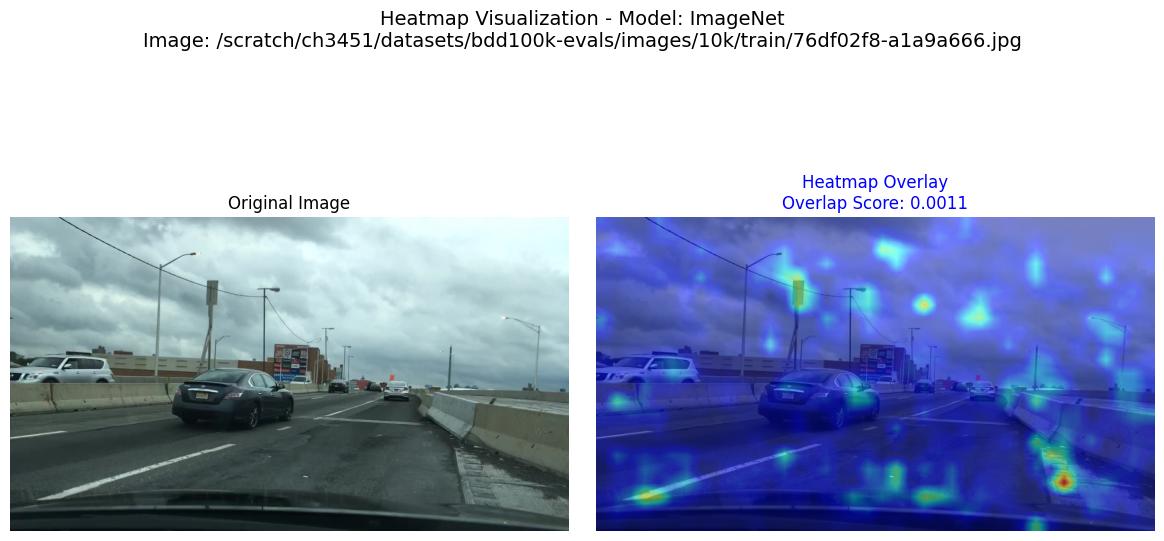 Heatmap Visualization - Model: ImageNet
Image: /scratch/ch3451/datasets/bdd100k-evals/images/10k/train/76df02f8-a1a9a666.jpg
Original Image
Heatmap Overlay
Overlap Score: 0.0011